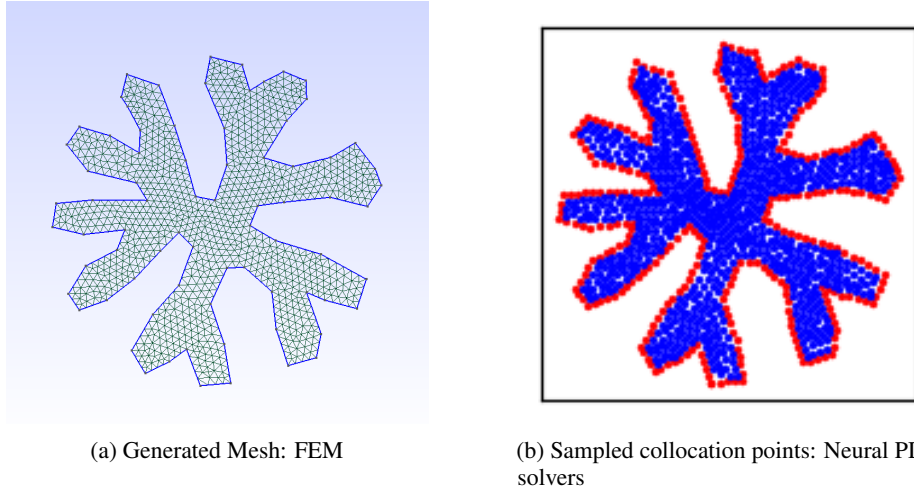 (a) Generated Mesh: FEM
(b) Sampled collocation points: Neural
solvers